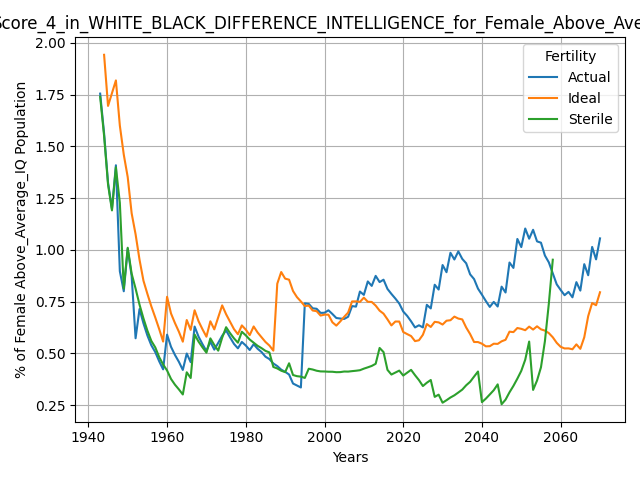 Score_4_in_WHITE_BLACK_DIFFERENCE_INTELLIGENCE_for_Female_Above_Ave
2.00
1.75
1.50
1.25
1.00
0.75
0.50
0.25
% of Female Above_Average_IQ Population
Fertility
Actual
Ideal
Sterile
1940
1960
1980
2000
2020
2040
2060
Years